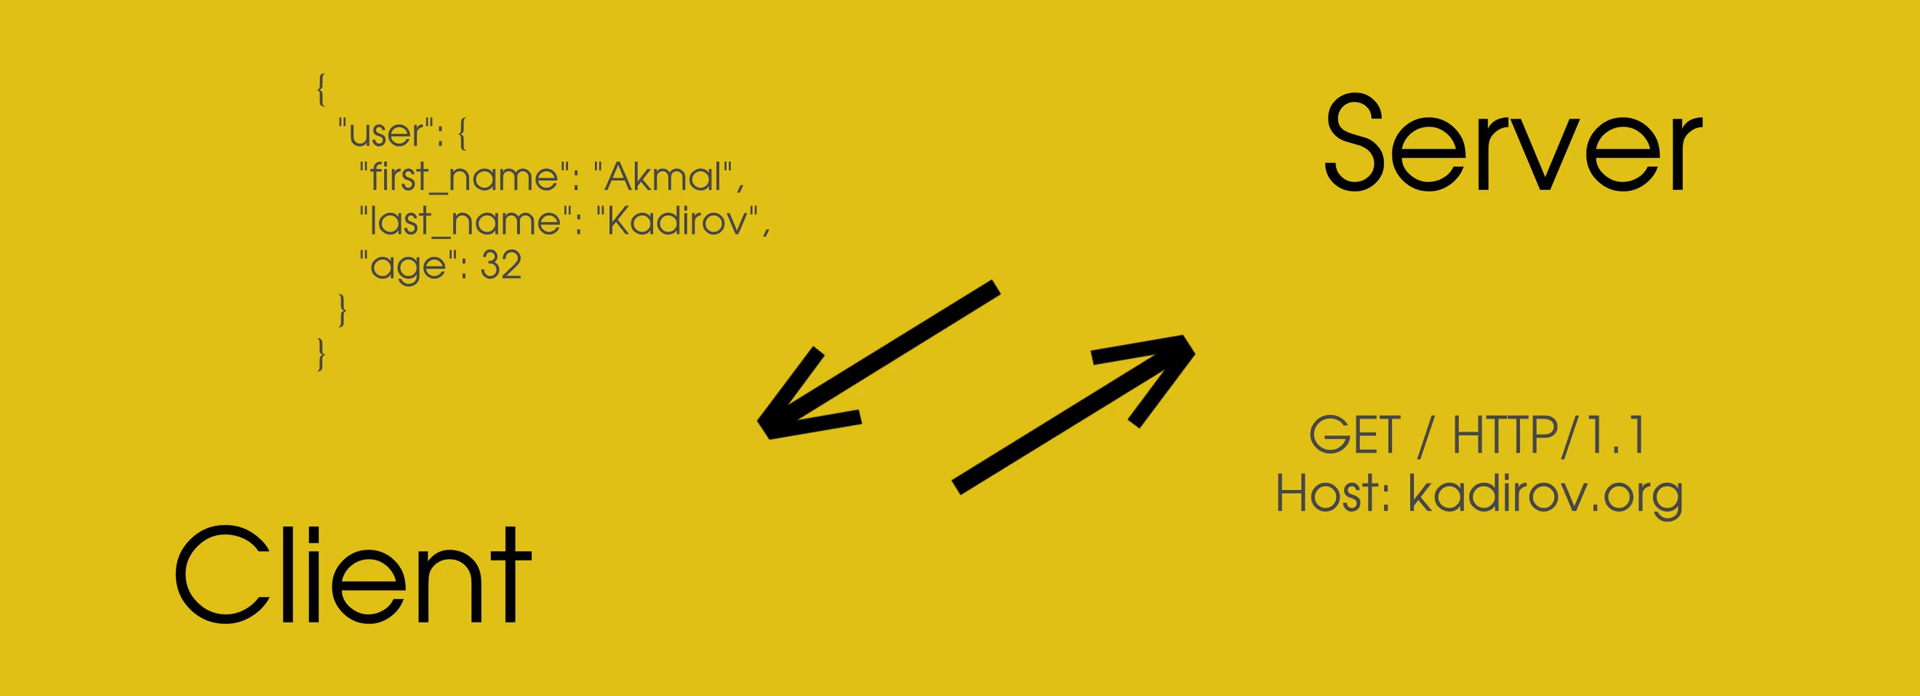 {
"user": {
"first_name": "Akmal",
"last_name": "Kadirov",
"age": 32
}
}
Server
GET / HTTP/1.1
Host: kadirov.org
Client